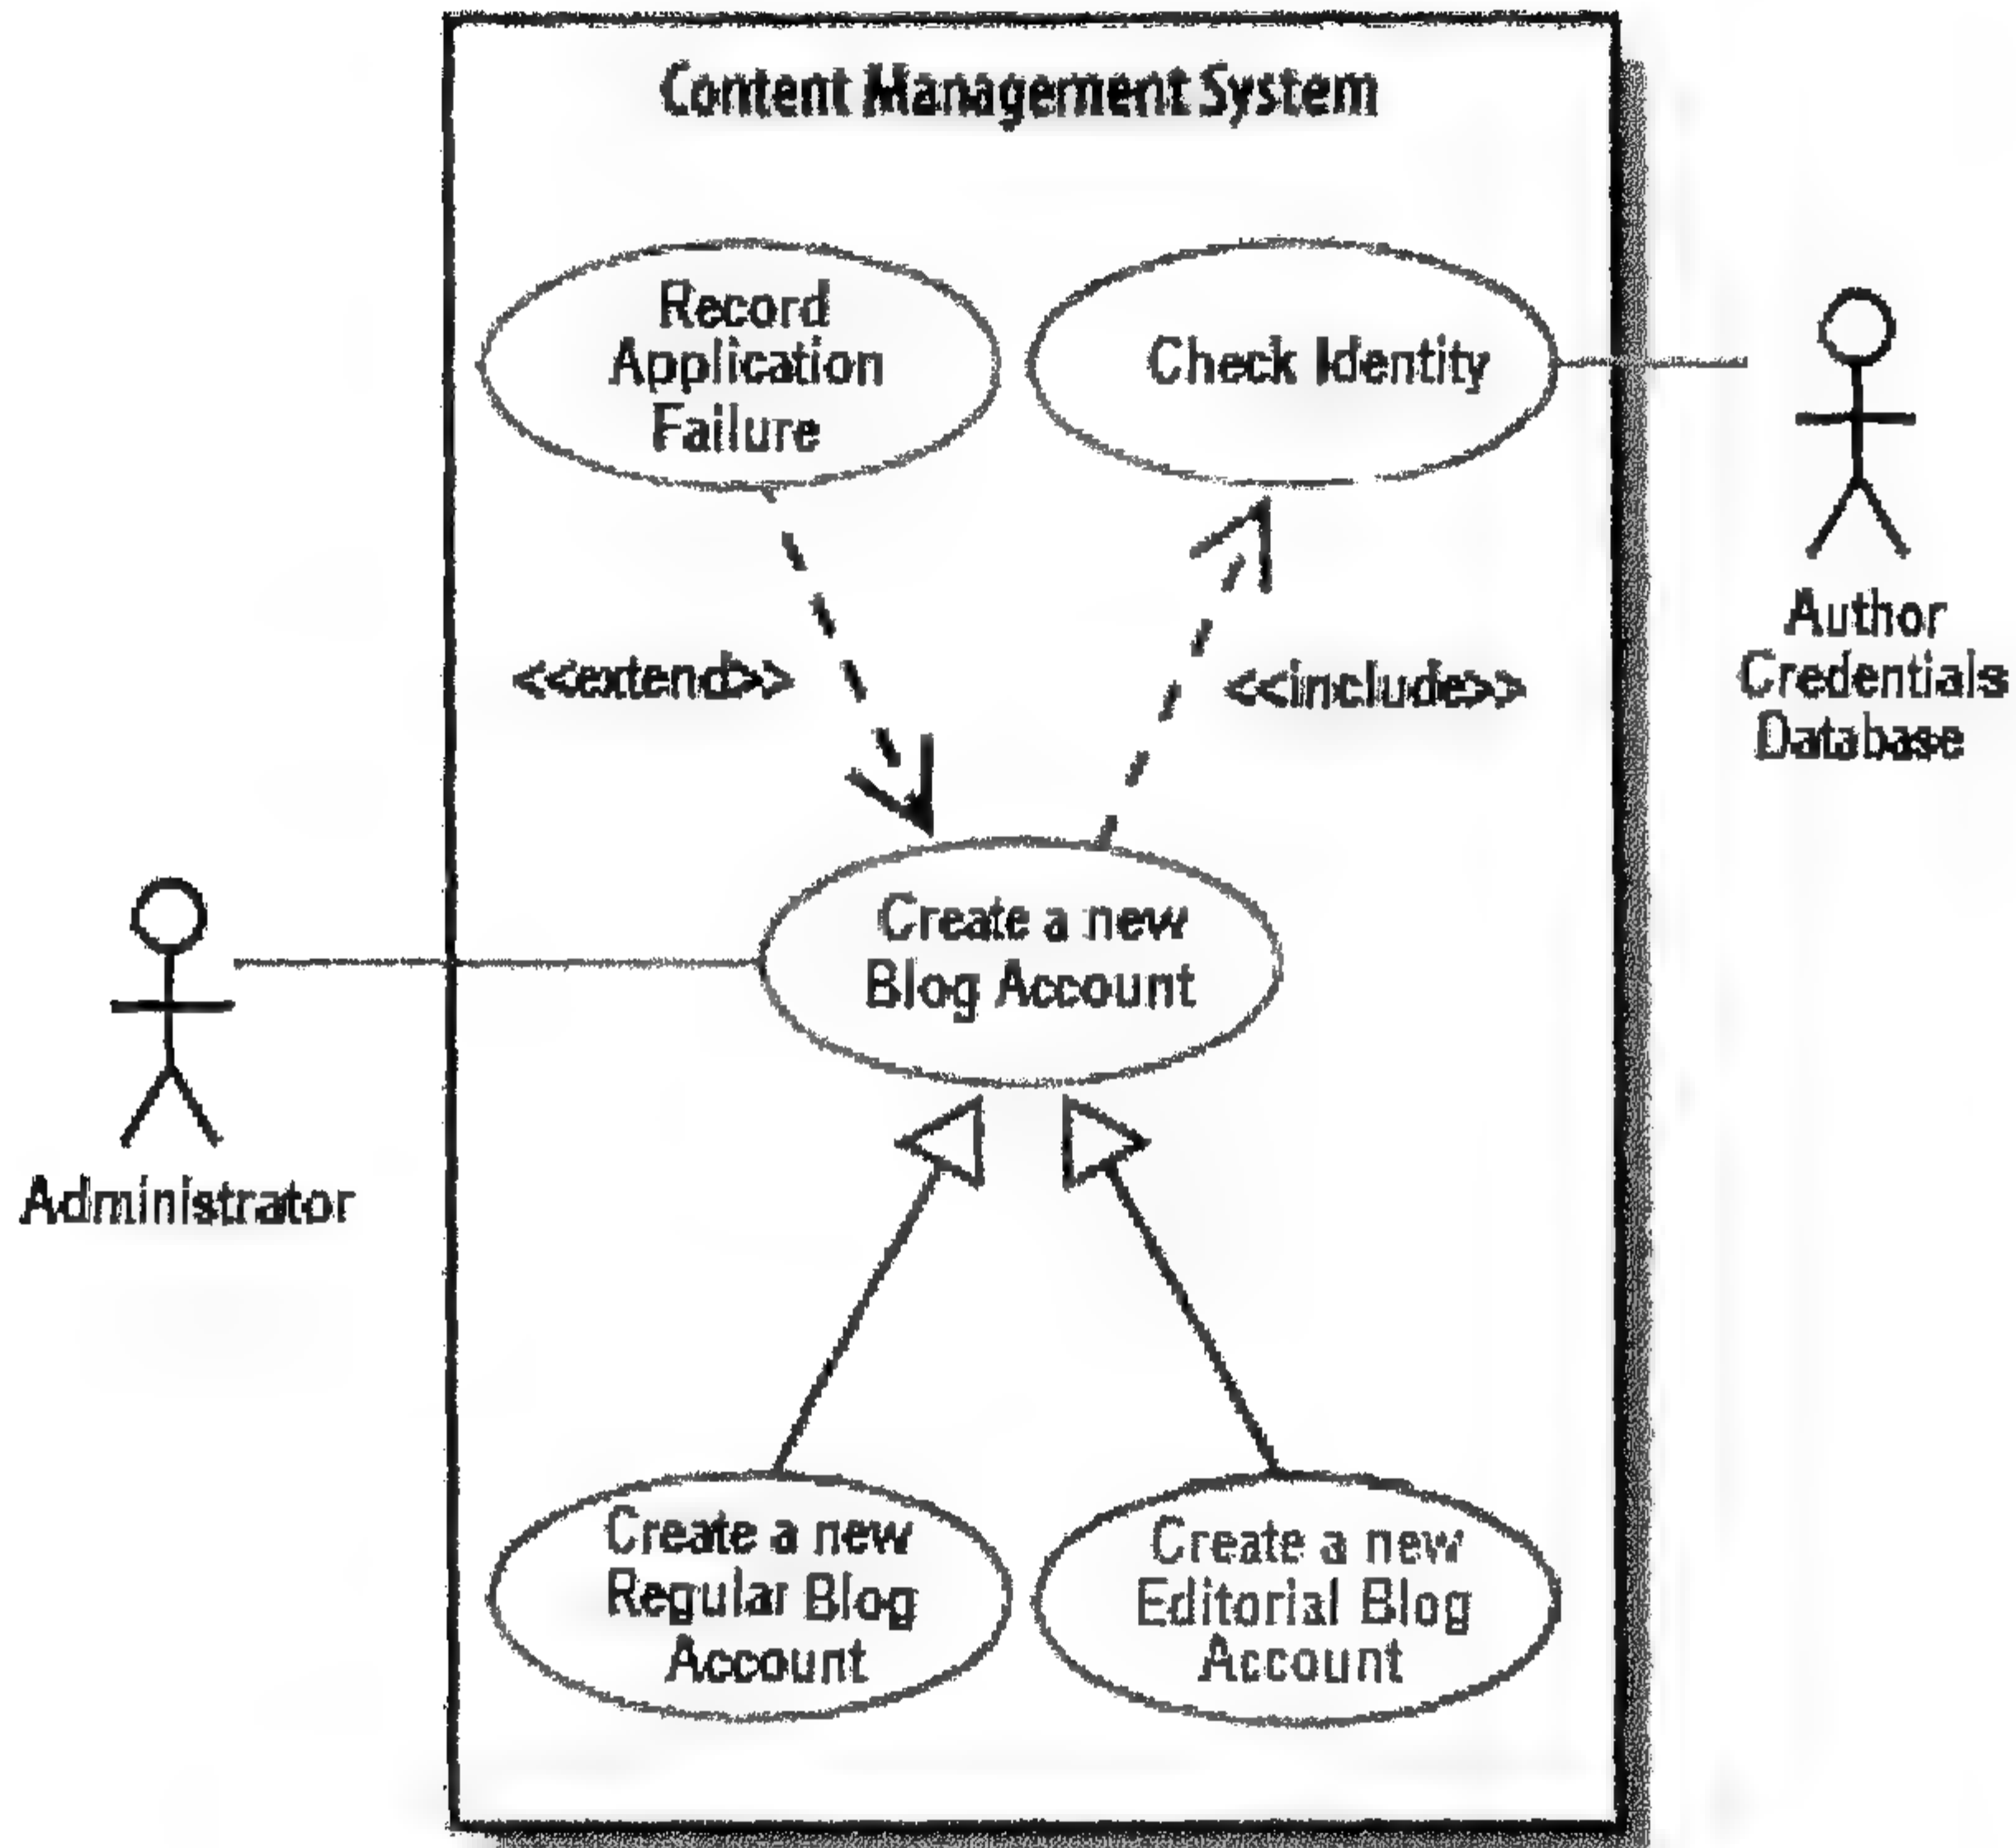 Content Management System
Record
Application
Failure
Check Identity
<<extend>>
<<include>>
Author
Credentials
Database
Create a new
Blog Account
Administrator
Create a new
Regular Blog
Account
Create a new
Editorial Blog
Account